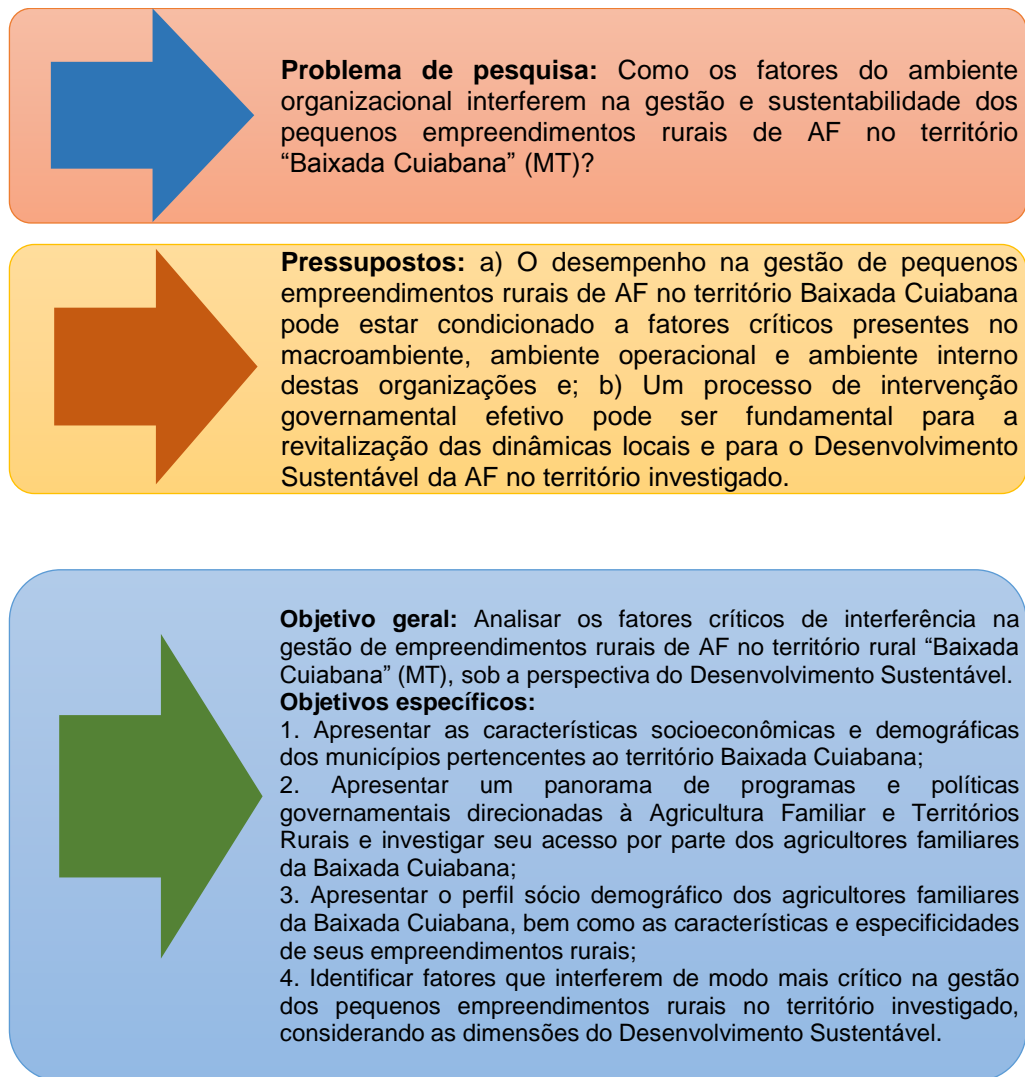 Problema de pesquisa: Como os fatores do ambiente
organizacional interferem na gestão e sustentabilidade dos
pequenos empreendimentos rurais de AF no território
“Baixada Cuiabana” (MT)?
Pressupostos: a) O desempenho na gestão de pequenos
empreendimentos rurais de AF no território Baixada Cuiabana
pode estar condicionado a fatores críticos presentes no
macroambiente, ambiente operacional e ambiente interno
destas organizações e; b) Um processo de intervenção
governamental efetivo pode ser fundamental para a
revitalização das dinâmicas locais e para o Desenvolvimento
Sustentável da AF no território investigado.
Objetivo geral: Analisar os fatores críticos de interferência na
gestão de empreendimentos rurais de AF no território rural “Baixada
Cuiabana” (MT), sob a perspectiva do Desenvolvimento Sustentável.
Objetivos específicos:
1. Apresentar as características socioeconômicas e demográficas
dos municípios pertencentes ao território Baixada Cuiabana;
2. Apresentar um panorama de programas e políticas
governamentais direcionadas à Agricultura Familiar e Territórios
Rurais e investigar seu acesso por parte dos agricultores familiares
da Baixada Cuiabana;
3. Apresentar o perfil sócio demográfico dos agricultores familiares
da Baixada Cuiabana, bem como as características e especificidades
de seus empreendimentos rurais;
4. Identificar fatores que interferem de modo mais crítico na gestão
dos pequenos empreendimentos rurais no território investigado,
considerando as dimensões do Desenvolvimento Sustentável.